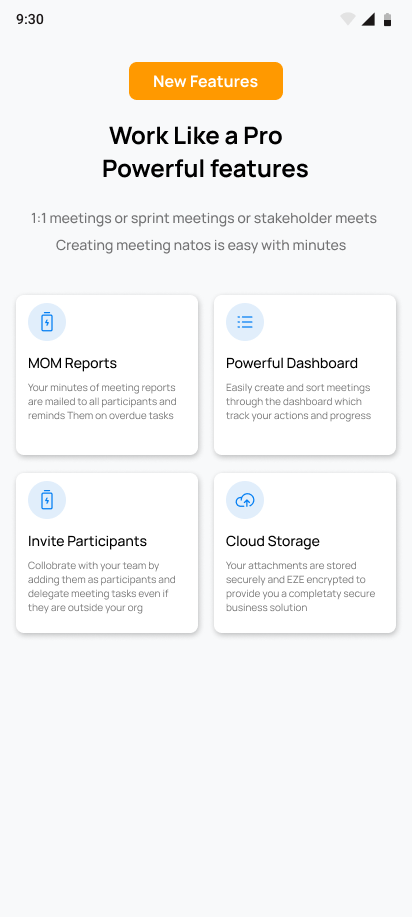 9:30
New Features
Work Like a Pro
Powerful features
1:1 meetings or sprint meetings or stakeholder meets
Creating meeting natos is easy with minutes
MOM Reports
Your minutes of meeting reports
are mailed to all participants and
reminds Them on overdue tasks
Powerful Dashboard
Easily create and sort meetings
through the dashboard which
track your actions and progress
Invite Participants
Collobrate with your team by
adding them as participants and
delegate meeting tasks even if
they are outside your org
Cloud Storage
Your attachments are stored
securely and EZE encrypted to
provide you a completaty secure
business solution